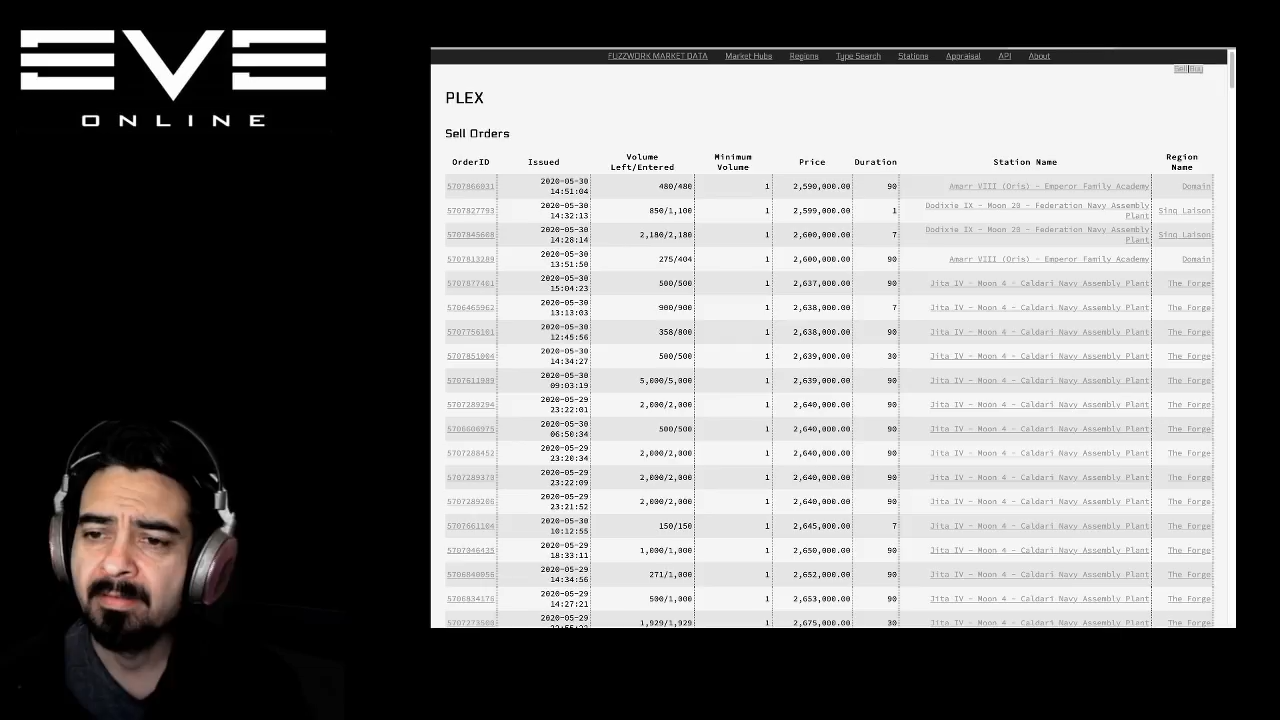 EVE
ONLINE
FUZZWORK MARKET DATA Market Hubs Regions Type Search Stations Appraisal API About
Sell|Buy
PLEX
Sell Orders
OrderID Issued Volume Left/Entered Minimum Volume Price Duration Station Name Region Name
5707866031 2020-05-30 14:51:04 480/480 1 2,590,000.00 90 Amarr VIII (Oris) - Emperor Family Academy Domain
5707827793 2020-05-30 14:32:13 850/1,100 1 2,599,000.00 1 Dodixie IX - Moon 20 - Federation Navy Assembly Plant Sinq Laison
2020-05-30 14:28:14 2,180/2,180 1 2,600,000.00 7 Dodixie IX - Moon 20 - Federation Navy Assembly Plant Sinq Laison
5707813289 2020-05-30 13:51:50 275/404 1 2,600,000.00 90 Amarr VIII (Oris) - Emperor Family Academy Domain
5707877461 2020-05-30 15:04:23 500/500 1 2,637,000.00 90 Jita IV - Moon 4 - Caldari Navy Assembly Plant The Forge
5706465962 2020-05-30 13:13:03 900/900 1 2,638,000.00 7 Jita IV - Moon 4 - Caldari Navy Assembly Plant The Forge
5707756101 2020-05-30 12:45:56 358/800 1 2,638,000.00 90 Jita IV - Moon 4 - Caldari Navy Assembly Plant The Forge
5707851004 2020-05-30 14:34:27 500/500 1 2,639,000.00 30 Jita IV - Moon 4 - Caldari Navy Assembly Plant The Forge
2020-05-30 09:03:19 5,000/5,000 1 2,639,000.00 90 Jita IV - Moon 4 - Caldari Navy Assembly Plant The Forge
5707289294 2020-05-29 23:22:01 2,000/2,000 1 2,640,000.00 90 Jita IV - Moon 4 - Caldari Navy Assembly Plant The Forge
2020-05-30 06:50:34 500/500 1 2,640,000.00 90 Jita IV - Moon 4 - Caldari Navy Assembly Plant The Forge
5707288452 2020-05-29 23:20:34 2,000/2,000 1 2,640,000.00 90 Jita IV - Moon 4 - Caldari Navy Assembly Plant The Forge
2020-05-29 23:22:09 2,000/2,000 1 2,640,000.00 90 Jita IV - Moon 4 - Caldari Navy Assembly Plant The Forge
2020-05-29 23:21:52 2,000/2,000 1 2,640,000.00 90 Jita IV - Moon 4 - Caldari Navy Assembly Plant The Forge
5707661104 2020-05-30 10:12:55 150/150 1 2,645,000.00 7 Jita IV - Moon 4 - Caldari Navy Assembly Plant The Forge
5707046435 2020-05-29 18:33:11 1,000/1,000 1 2,650,000.00 90 Jita IV - Moon 4 - Caldari Navy Assembly Plant The Forge
2020-05-29 14:34:56 271/1,000 1 2,652,000.00 90 Jita IV - Moon 4 - Caldari Navy Assembly Plant The Forge
5706834176 2020-05-29 14:27:21 500/1,000 1 2,653,000.00 90 Jita IV - Moon 4 - Caldari Navy Assembly Plant The Forge
2020-05-29 1,929/1,929 1 2,675,000.00 30 Jita IV - Moon 4 - Caldari Navy Assembly Plant The Forge